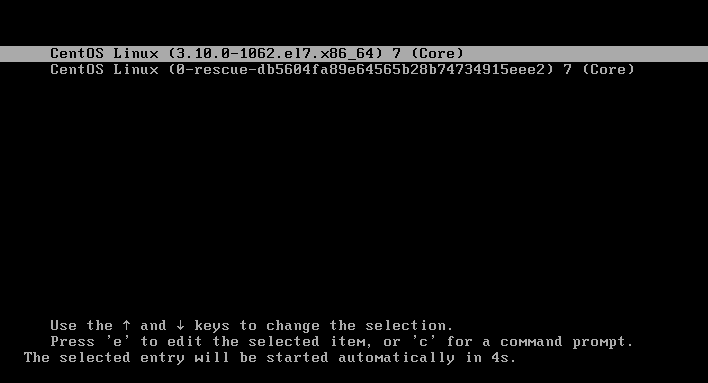 CentOS Linux (3.10.0-1062.el7.x86_64) 7 (Core)
CentOS Linux (0-rescue-db5604fa89e64565b28b74734915eee2) 7 (Core)
Use the ↑ and ↓ keys to change the selection.
Press 'e' to edit the selected item, or 'c' for a command prompt.
The selected entry will be started automatically in 4s.